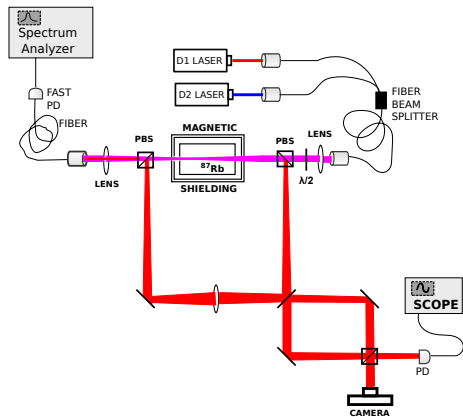 Spectrum
Analyzer
D1 LASER
D2 LASER
FAST
PD
FIBER
BEAM
SPLITTER
FIBER
MAGNETIC
PBS
PBS
LENS
LENS
⁸⁷Rb
λ/2
SHIELDING
SCOPE
PD
CAMERA